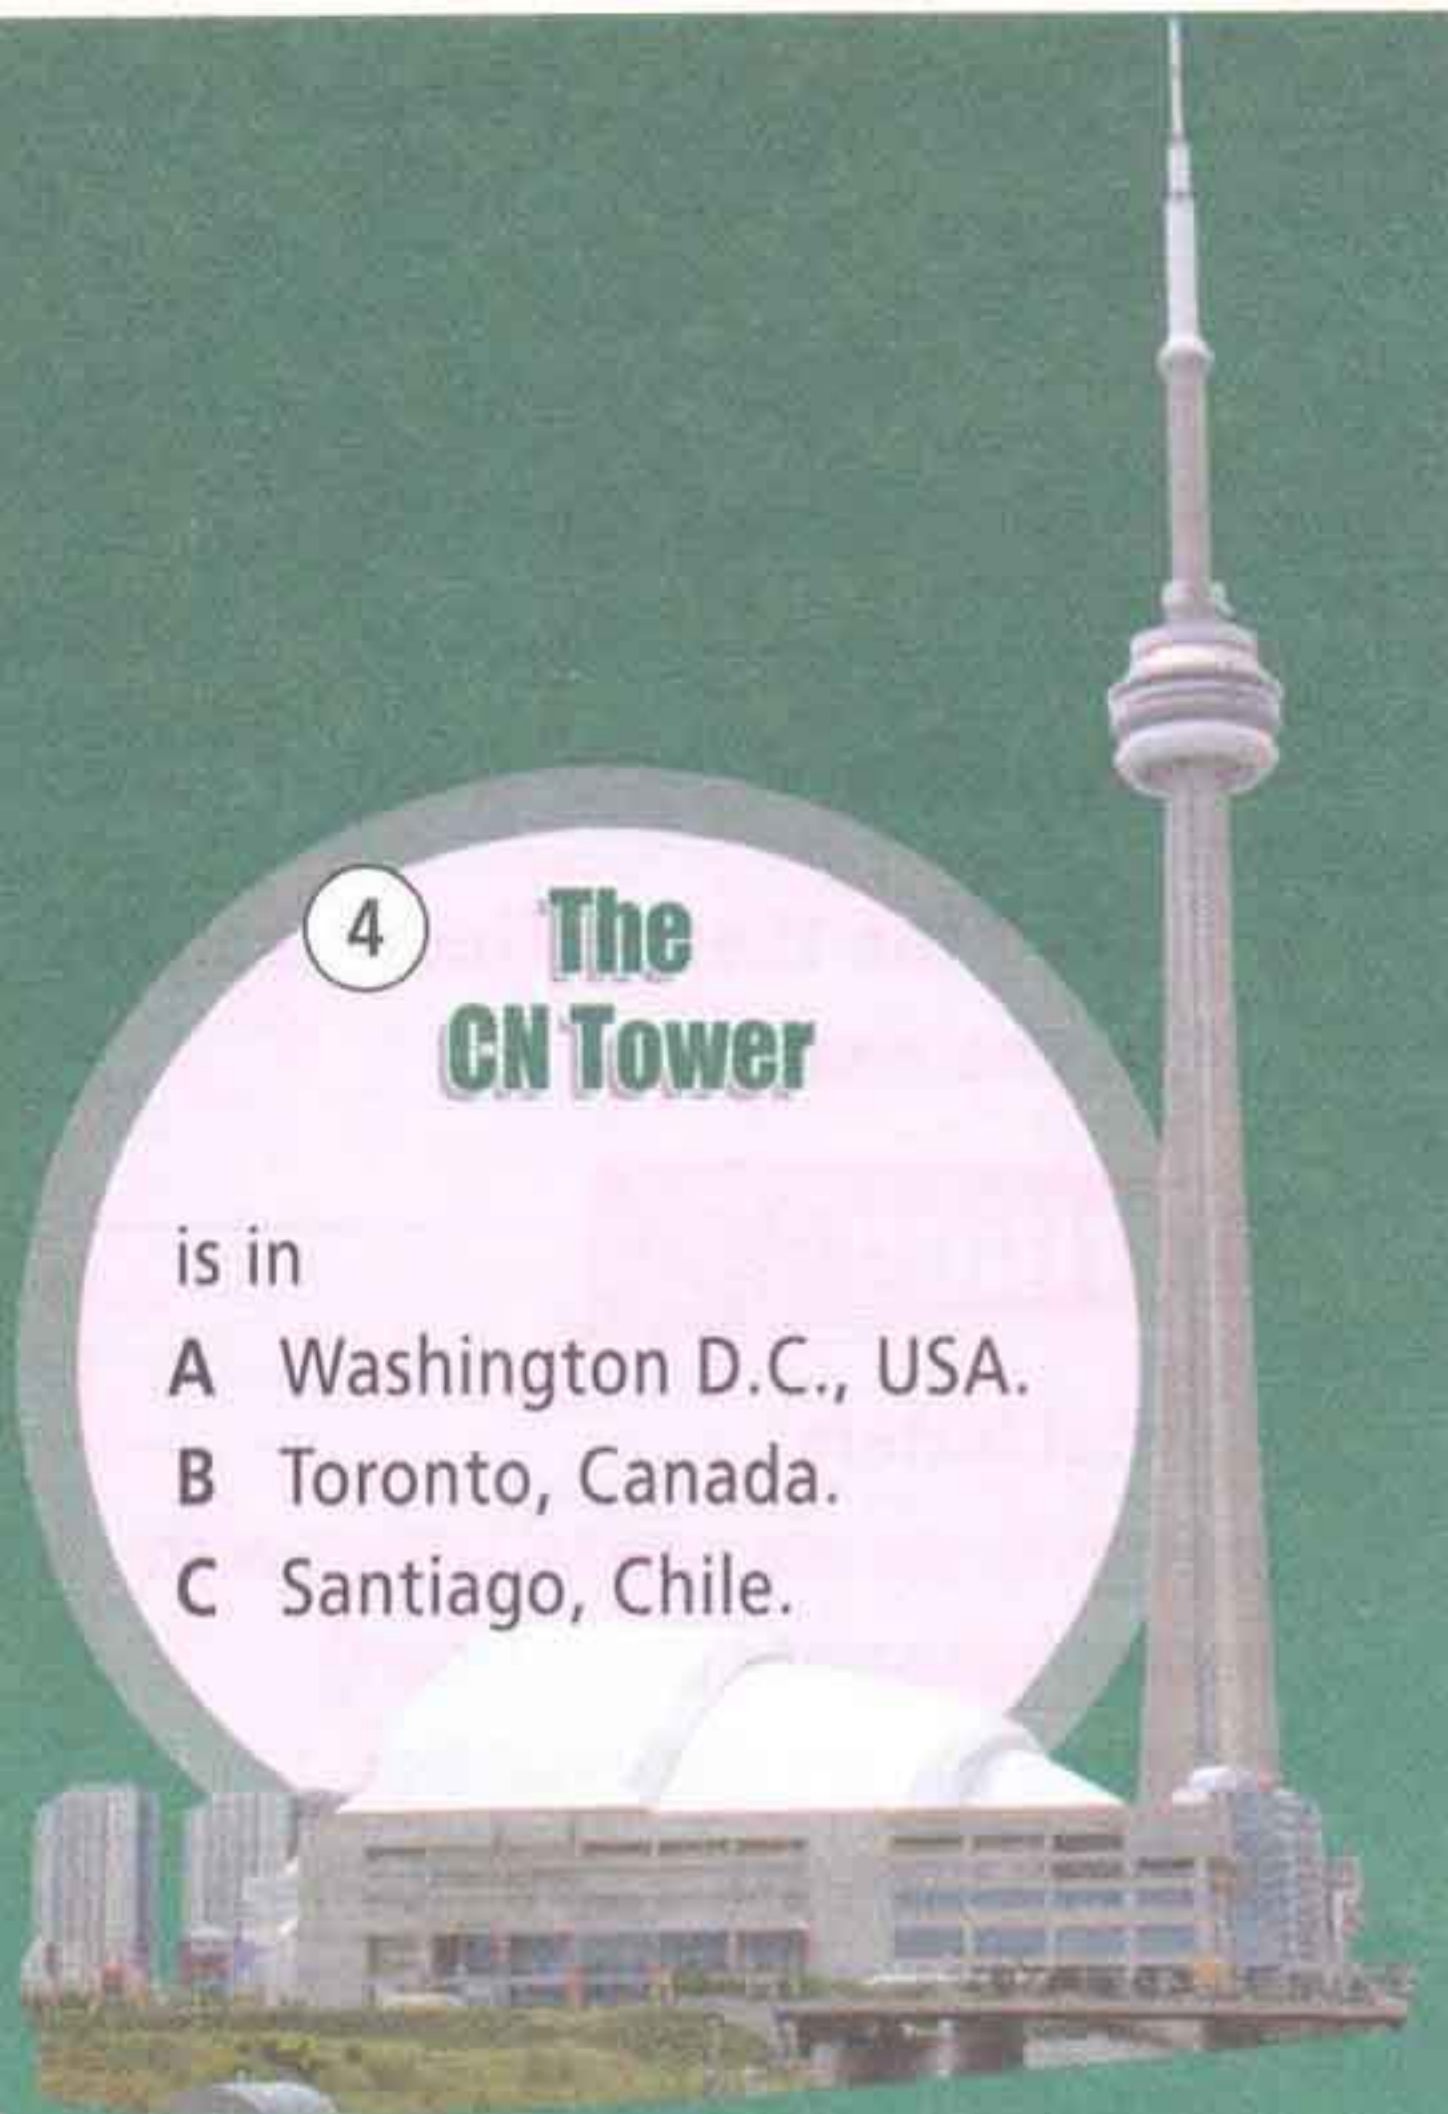 4
The
CN Tower
is in
A Washington D.C., USA.
B Toronto, Canada.
C Santiago, Chile.